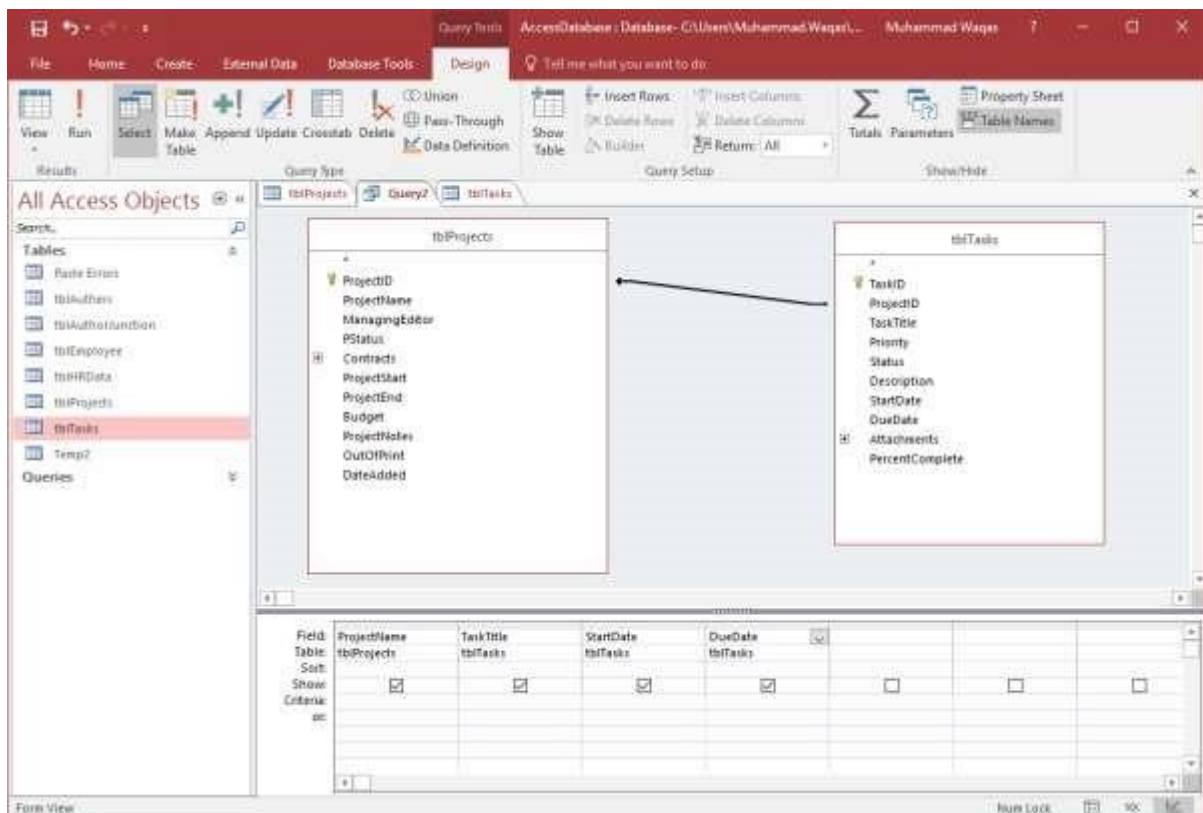 Query Tools AccessDatabase : Database- C:\Users\Muhammad.Waqas\... Muhammad Waqas ?
File Home Create External Data Database Tools Design Tell me what you want to do
View Run Select Make Table Append Update Crosstab Delete
Union
Pass-Through
Data Definition
Show Table
Insert Rows
Delete Rows
Builder
Insert Columns
Delete Columns
Return: All
Totals Parameters
Property Sheet
Table Names
Results Query Type Query Setup Show/Hide
All Access Objects
Search..
Tables
Paste Errors
tblAuthers
tblAuthorJunction
tblEmployee
tblHRData
tblProjects
tblTasks
Temp2
Queries
tblProjects Query2 tblTasks
tblProjects
*
ProjectID
ProjectName
ManagingEditor
PStatus
Contracts
ProjectStart
ProjectEnd
Budget
ProjectNotes
OutOfPrint
DateAdded
tblTasks
*
TaskID
ProjectID
TaskTitle
Priority
Status
Description
StartDate
DueDate
Attachments
PercentComplete
Field: ProjectName TaskTitle StartDate DueDate
Table: tblProjects tblTasks tblTasks tblTasks
Sort:
Show:
Criteria:
or:
Form View Num Lock SQL